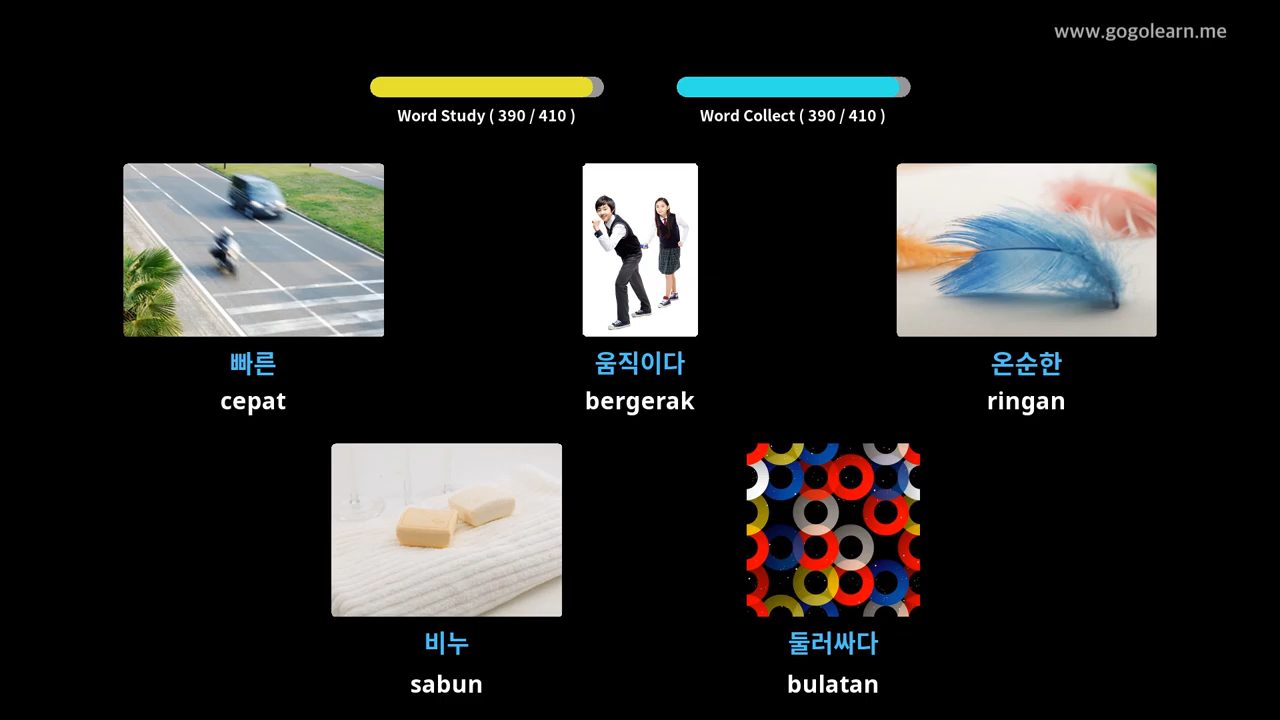 www.gogolearn.me
Word Study ( 390 / 410 )
Word Collect ( 390 / 410 )
빠른
cepat
움직이다
bergerak
온순한
ringan
비누
sabun
둘러싸다
bulatan